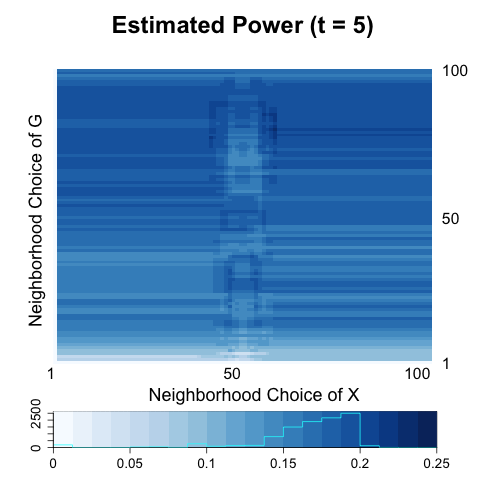 Estimated Power (t = 5)
Neighborhood Choice of G
100
50
1
1 50 100
Neighborhood Choice of X
0 2500
0 0.05 0.1 0.15 0.2 0.25